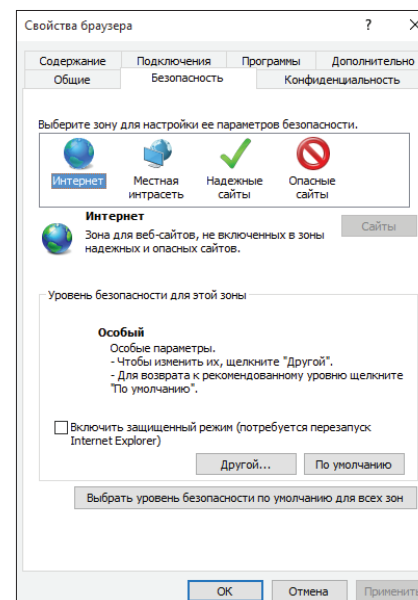 Свойства браузера ? ×
Содержание Подключения Программы Дополнительно
Общие Безопасность Конфиденциальность
Выберите зону для настройки ее параметров безопасности.
Интернет Местная интрасеть Надежные сайты Опасные сайты
Интернет
Зона для веб-сайтов, не включенных в зоны
надежных и опасных сайтов.
Сайты
Уровень безопасности для этой зоны
Особый
Особые параметры.
- Чтобы изменить их, щелкните "Другой".
- Для возврата к рекомендованному уровню щелкните
"По умолчанию".
Включить защищенный режим (потребуется перезапуск
Internet Explorer)
Другой... По умолчанию
Выбрать уровень безопасности по умолчанию для всех зон
ОК Отмена Применить